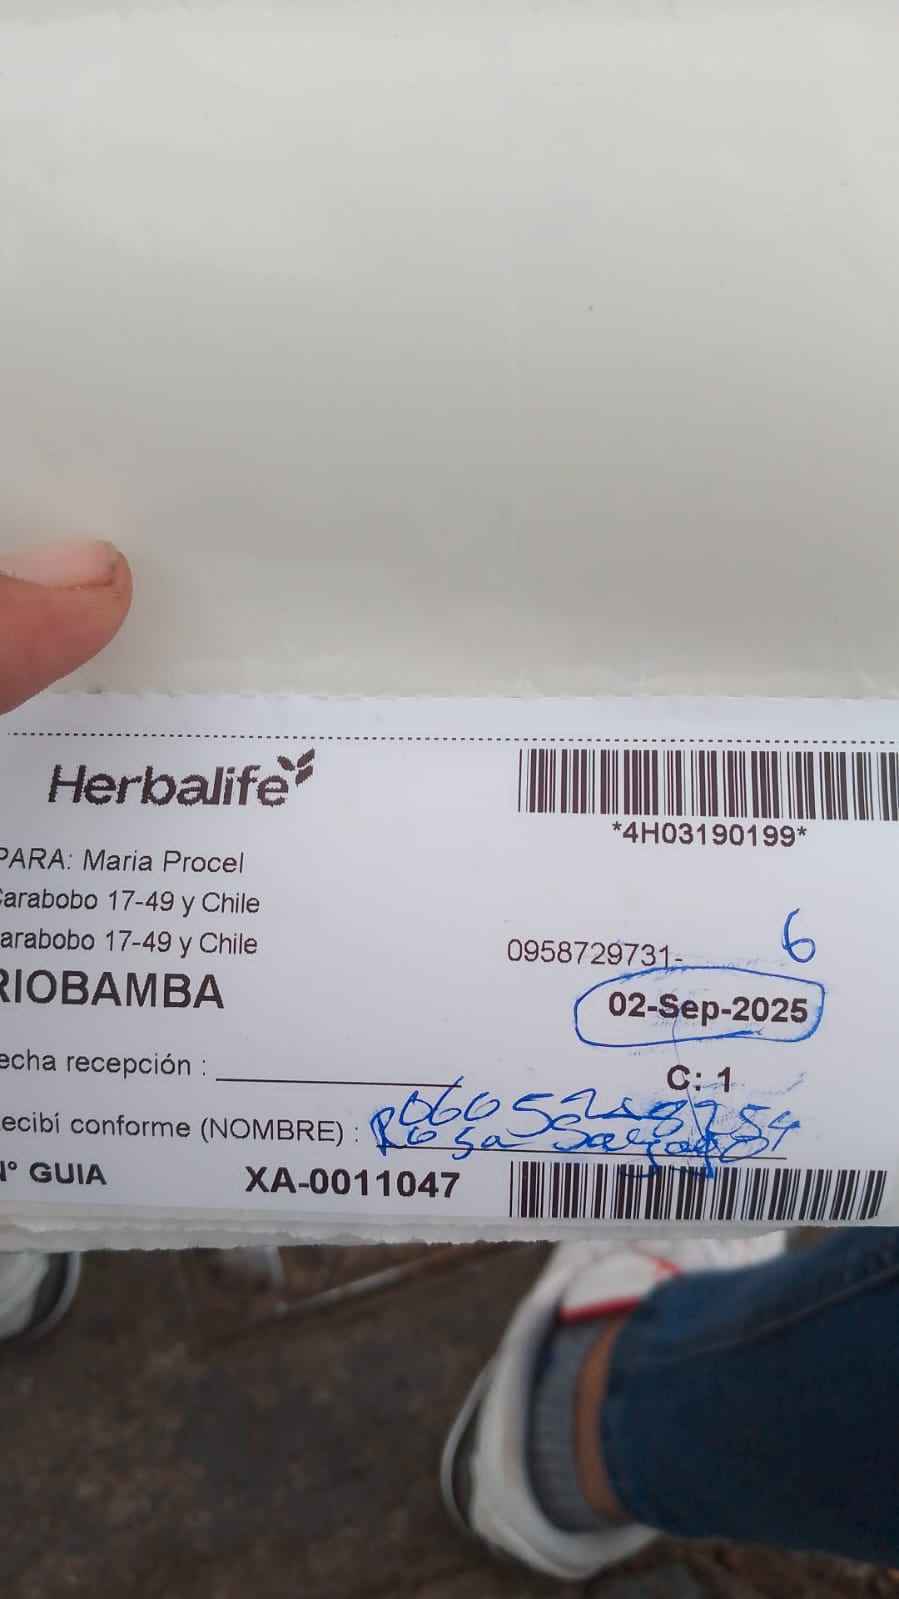 Herbalife
*4H03190199*
PARA: Maria Procel
Carabobo 17-49 y Chile
arabobo 17-49 y Chile
0958729731-
6
RIOBAMBA
02-Sep-2025
echa recepción :
C: 1
ecibí conforme (NOMBRE) :
Rosa
N° GUIA
XA-0011047